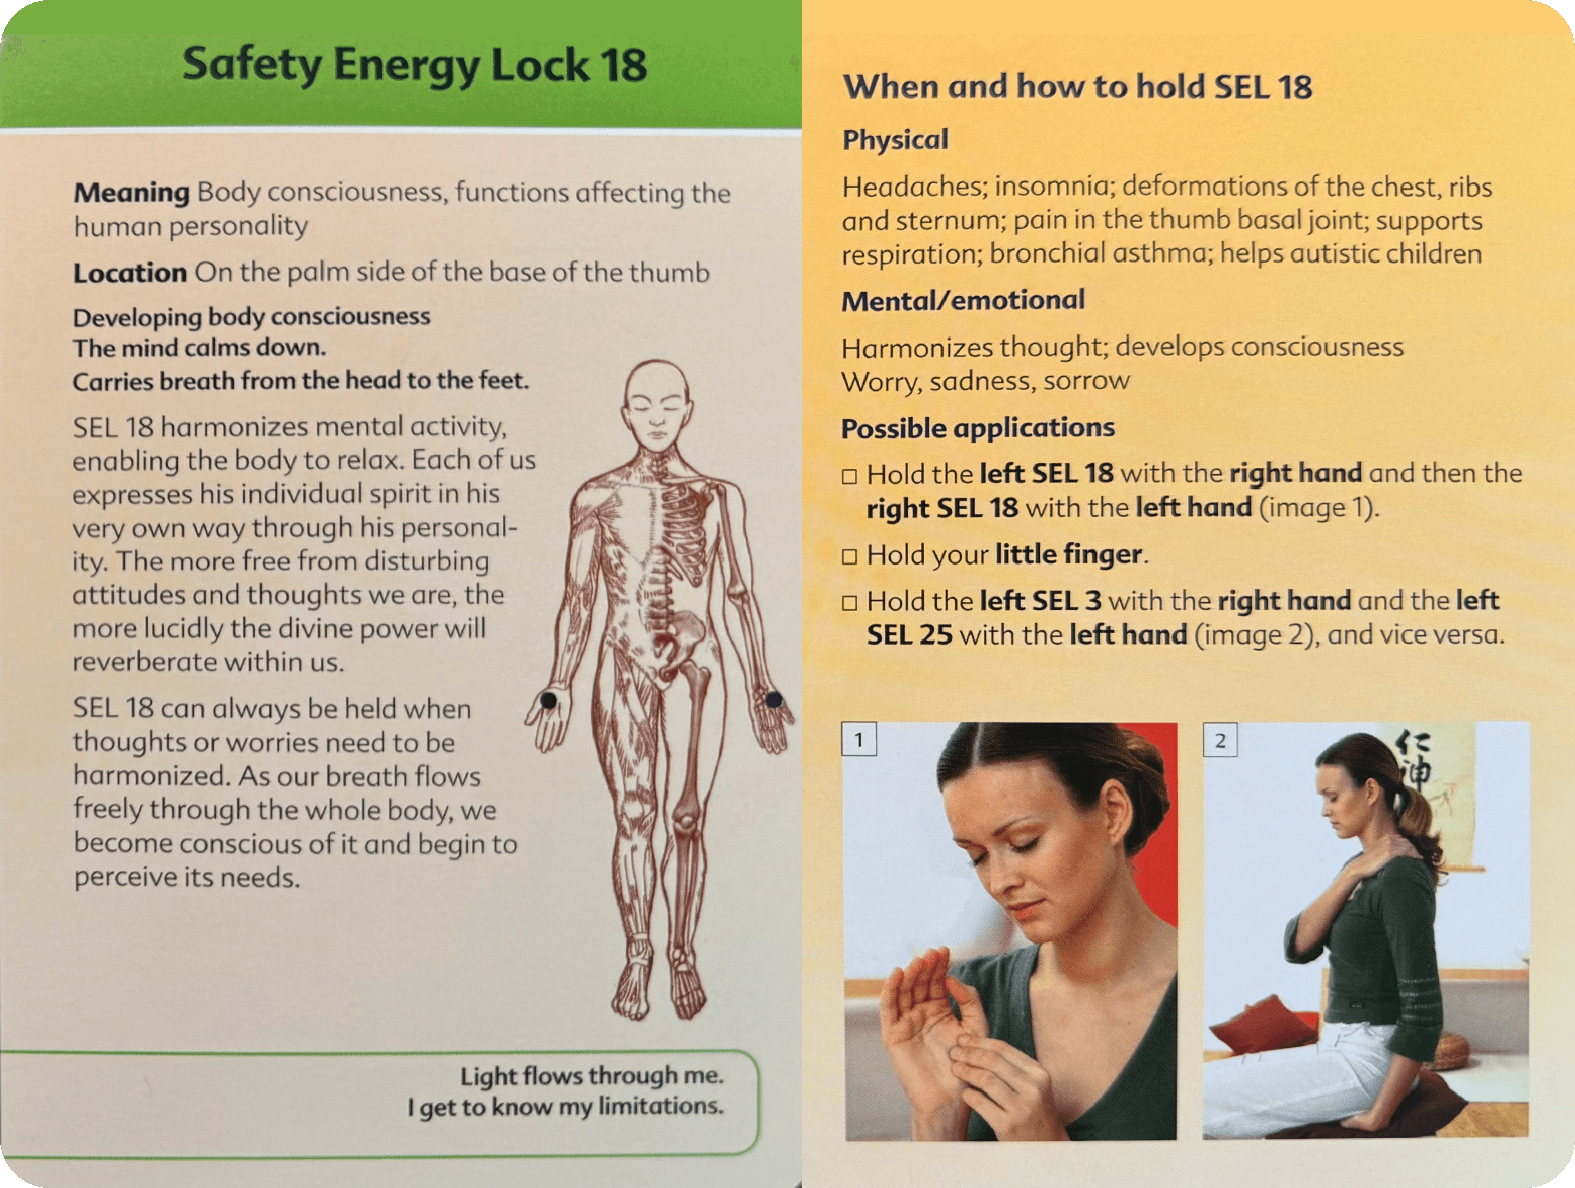 Safety Energy Lock 18
Meaning Body consciousness, functions affecting the
human personality
Location On the palm side of the base of the thumb
Developing body consciousness
The mind calms down.
Carries breath from the head to the feet.
SEL 18 harmonizes mental activity,
enabling the body to relax. Each of us
expresses his individual spirit in his
very own way through his personal-
ity. The more free from disturbing
attitudes and thoughts we are, the
more lucidly the divine power will
reverberate within us.
SEL 18 can always be held when
thoughts or worries need to be
harmonized. As our breath flows
freely through the whole body, we
become conscious of it and begin to
perceive its needs.
Light flows through me.
I get to know my limitations.
When and how to hold SEL 18
Physical
Headaches; insomnia; deformations of the chest, ribs
and sternum; pain in the thumb basal joint; supports
respiration; bronchial asthma; helps autistic children
Mental/emotional
Harmonizes thought; develops consciousness
Worry, sadness, sorrow
Possible applications
□ Hold the left SEL 18 with the right hand and then the
right SEL 18 with the left hand (image 1).
□ Hold your little finger.
□ Hold the left SEL 3 with the right hand and the left
SEL 25 with the left hand (image 2), and vice versa.
1
2
仁
神